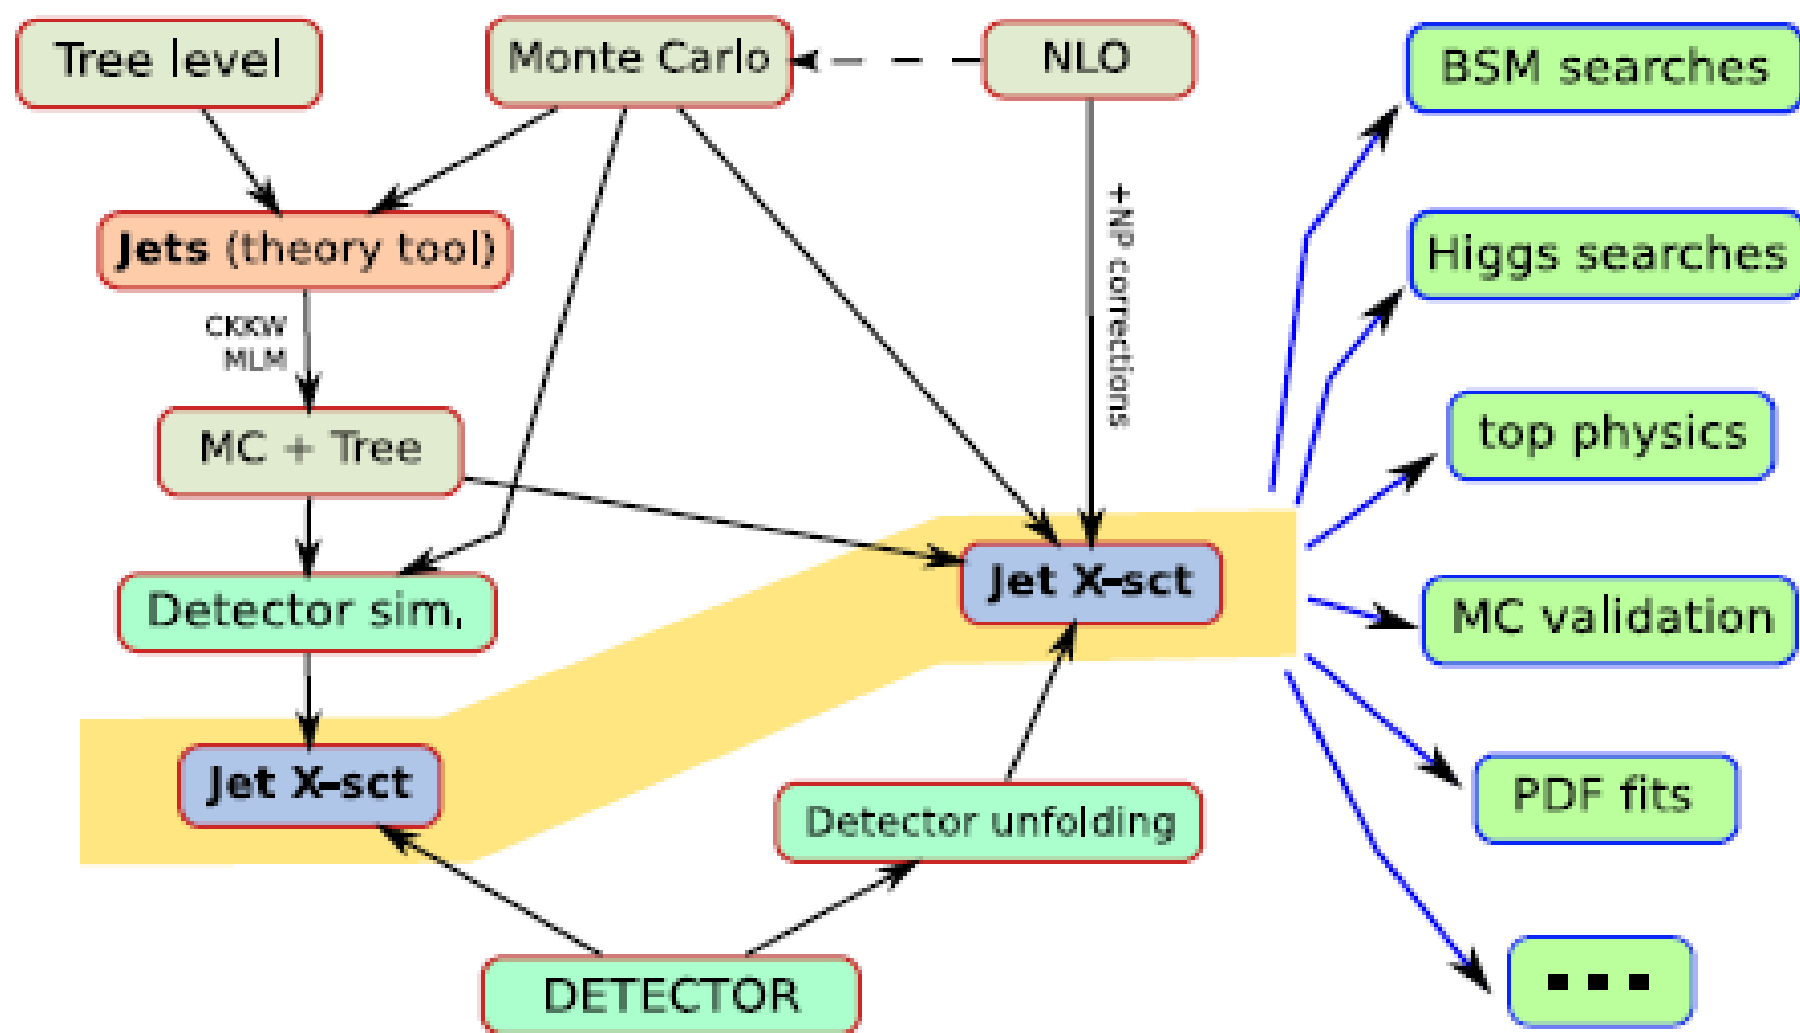 Tree level
Monte Carlo
NLO
BSM searches
+NP corrections
Jets (theory tool)
Higgs searches
CKKW
MLM
MC + Tree
top physics
Detector sim.
Jet X-sct
MC validation
Jet X-sct
Detector unfolding
PDF fits
DETECTOR
...